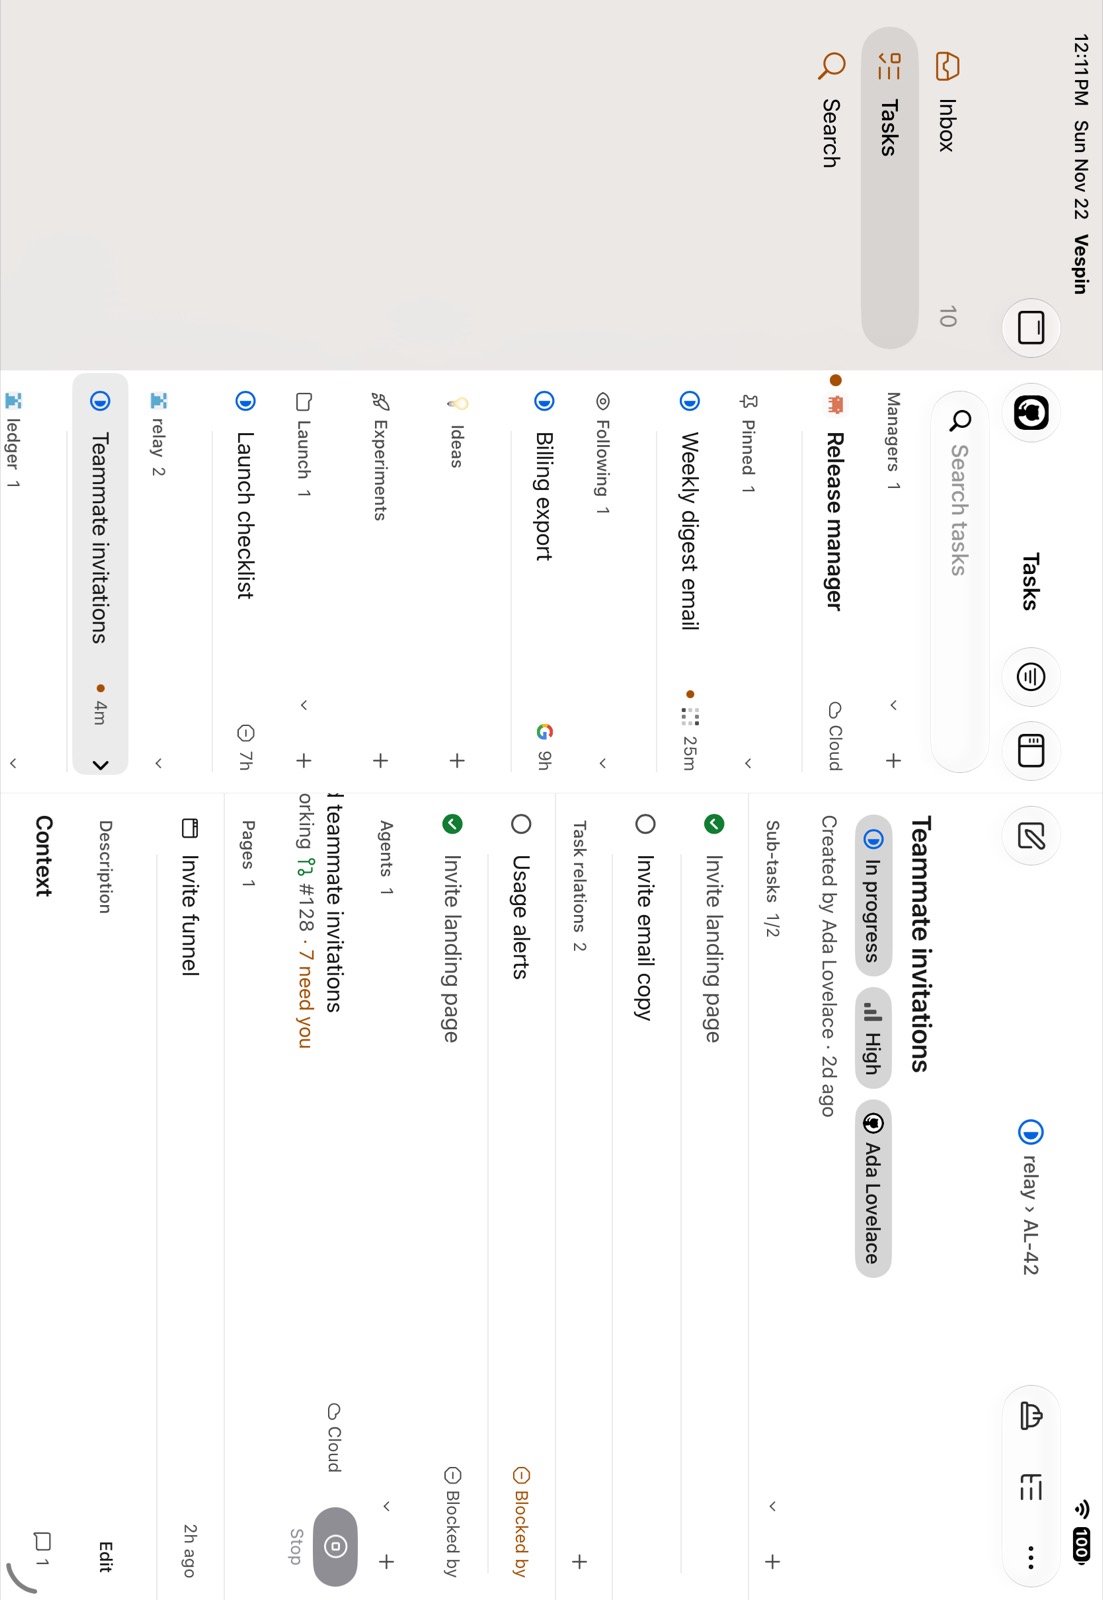 12:11 PM Sun Nov 22 Vespin
100
Inbox 10
Tasks
Search
Tasks
Search tasks
Managers 1
Release manager Cloud
Pinned 1
Weekly digest email 25m
Following 1
Billing export 9h
Ideas
Experiments
Launch 1
Launch checklist 7h
relay 2
Teammate invitations 4m
ledger 1
relay › AL-42
Teammate invitations
In progress High Ada Lovelace
Created by Ada Lovelace · 2d ago
Sub-tasks 1/2
Invite landing page
Invite email copy
Task relations 2
Usage alerts Blocked by
Invite landing page Blocked by
Agents 1
teammate invitations Cloud
orking #128 · 7 need you
Stop
Pages 1
Invite funnel 2h ago
Description Edit
Context 1